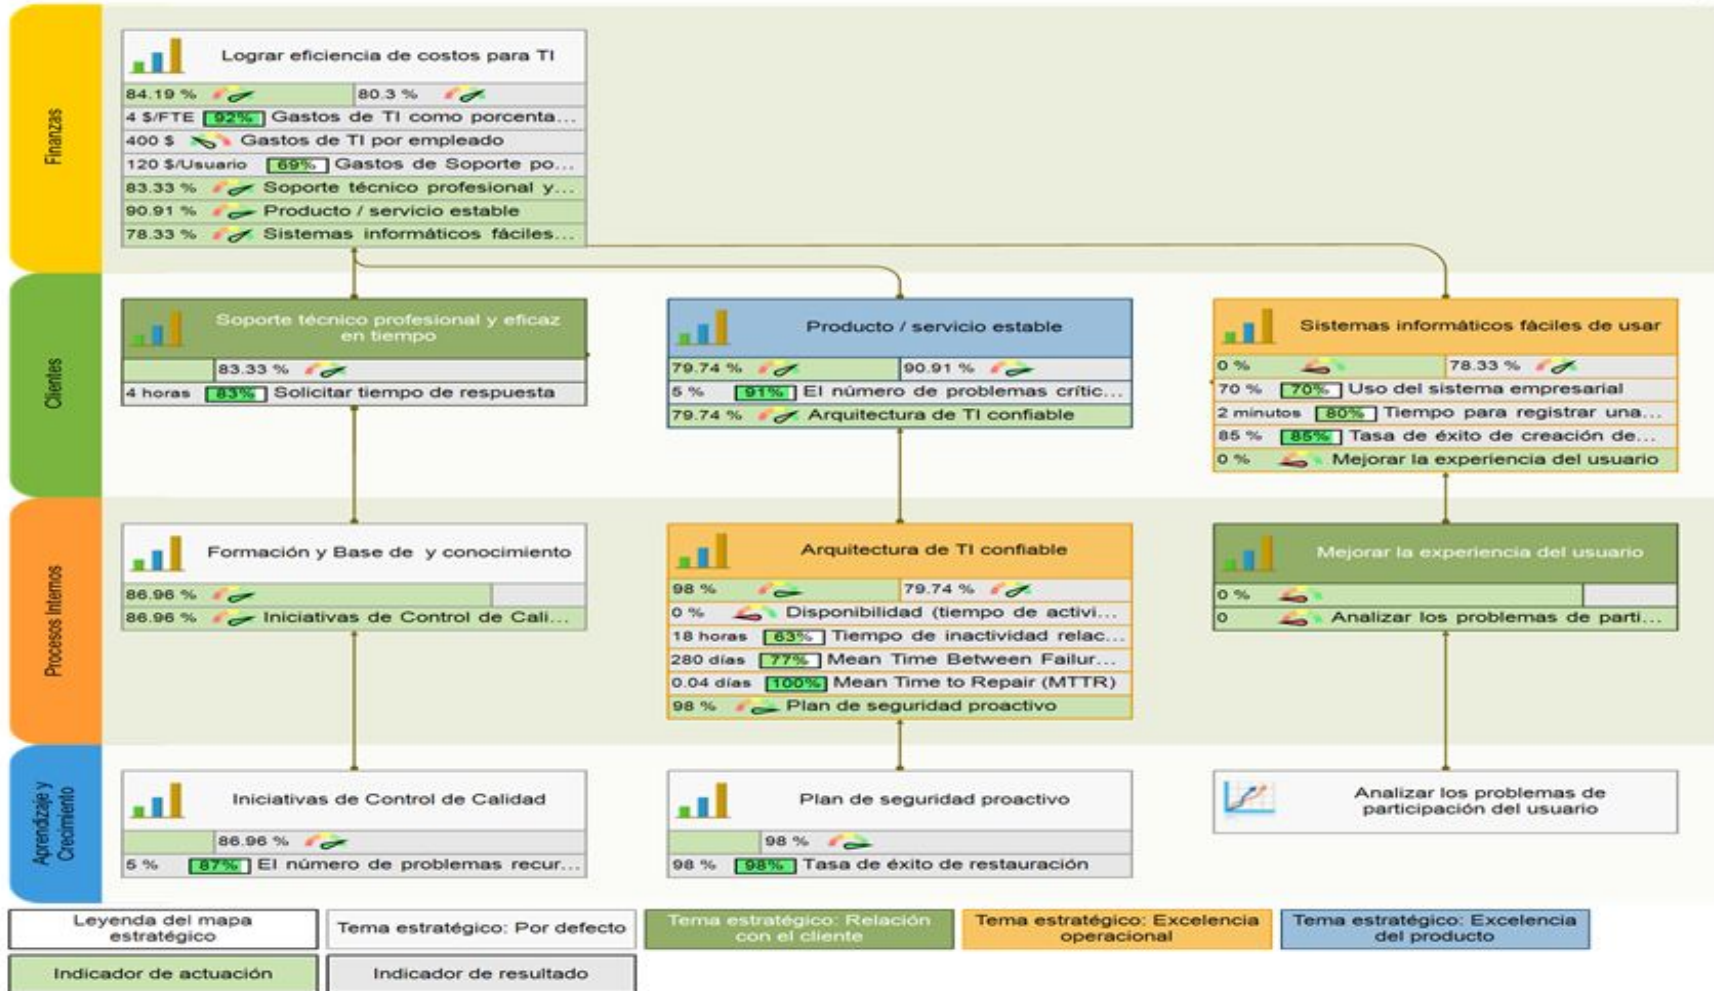 Finanzas
Lograr eficiencia de costos para TI
84.19 % 80.3 %
4 $/FTE 92% Gastos de TI como porcenta...
400 $ Gastos de TI por empleado
120 $/Usuario 69% Gastos de Soporte po...
83.33 % Soporte técnico profesional y...
90.91 % Producto / servicio estable
78.33 % Sistemas informáticos fáciles...
Clientes
Soporte técnico profesional y eficaz
en tiempo
83.33 %
4 horas 83% Solicitar tiempo de respuesta
Producto / servicio estable
79.74 % 90.91 %
5 % 91% El número de problemas crític...
79.74 % Arquitectura de TI confiable
Sistemas informáticos fáciles de usar
0 % 78.33 %
70 % 70% Uso del sistema empresarial
2 minutos 80% Tiempo para registrar una...
85 % 85% Tasa de éxito de creación de...
0 % Mejorar la experiencia del usuario
Procesos Internos
Formación y Base de y conocimiento
86.96 %
86.96 % Iniciativas de Control de Cali...
Arquitectura de TI confiable
98 % 79.74 %
0 % Disponibilidad (tiempo de activi...
18 horas 63% Tiempo de inactividad relac...
280 días 77% Mean Time Between Failur...
0.04 días 100% Mean Time to Repair (MTTR)
98 % Plan de seguridad proactivo
Mejorar la experiencia del usuario
0 %
0 Analizar los problemas de parti...
Aprendizaje y
Crecimiento
Iniciativas de Control de Calidad
86.96 %
5 % 87% El número de problemas recur...
Plan de seguridad proactivo
98 %
98 % 98% Tasa de éxito de restauración
Analizar los problemas de
participación del usuario
Leyenda del mapa
estratégico
Tema estratégico: Por defecto
Tema estratégico: Relación
con el cliente
Tema estratégico: Excelencia
operacional
Tema estratégico: Excelencia
del producto
Indicador de actuación
Indicador de resultado